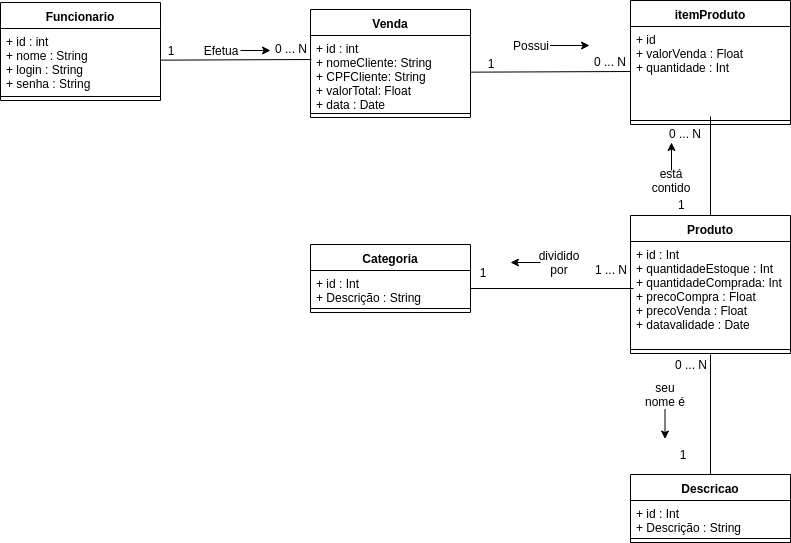 Funcionario
+ id : int
+ nome : String
+ login : String
+ senha : String
1
Efetua
0 ... N
Venda
+ id : int
+ nomeCliente: String
+ CPFCliente: String
+ valorTotal: Float
+ data : Date
1
Possui
0 ... N
itemProduto
+ id
+ valorVenda : Float
+ quantidade : Int
0 ... N
está
contido
1
Produto
+ id : Int
+ quantidadeEstoque : Int
+ quantidadeComprada: Int
+ precoCompra : Float
+ precoVenda : Float
+ datavalidade : Date
Categoria
+ id : Int
+ Descrição : String
1
dividido
por
1 ... N
0 ... N
seu
nome é
1
Descricao
+ id : Int
+ Descrição : String